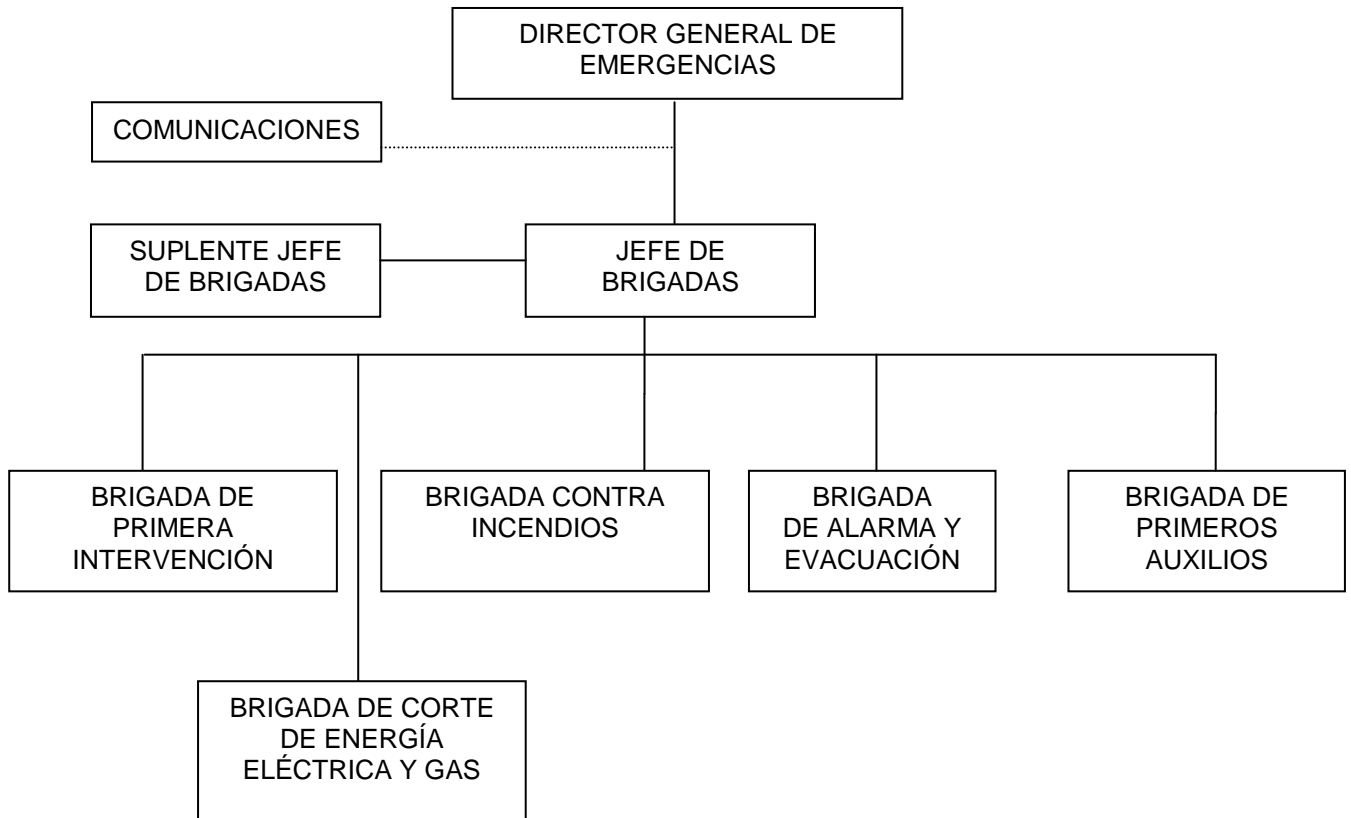 DIRECTOR GENERAL DE
EMERGENCIAS
COMUNICACIONES
SUPLENTE JEFE
DE BRIGADAS
JEFE DE
BRIGADAS
BRIGADA DE
PRIMERA
INTERVENCIÓN
BRIGADA CONTRA
INCENDIOS
BRIGADA
DE ALARMA Y
EVACUACIÓN
BRIGADA DE
PRIMEROS
AUXILIOS
BRIGADA DE CORTE
DE ENERGÍA
ELÉCTRICA Y GAS